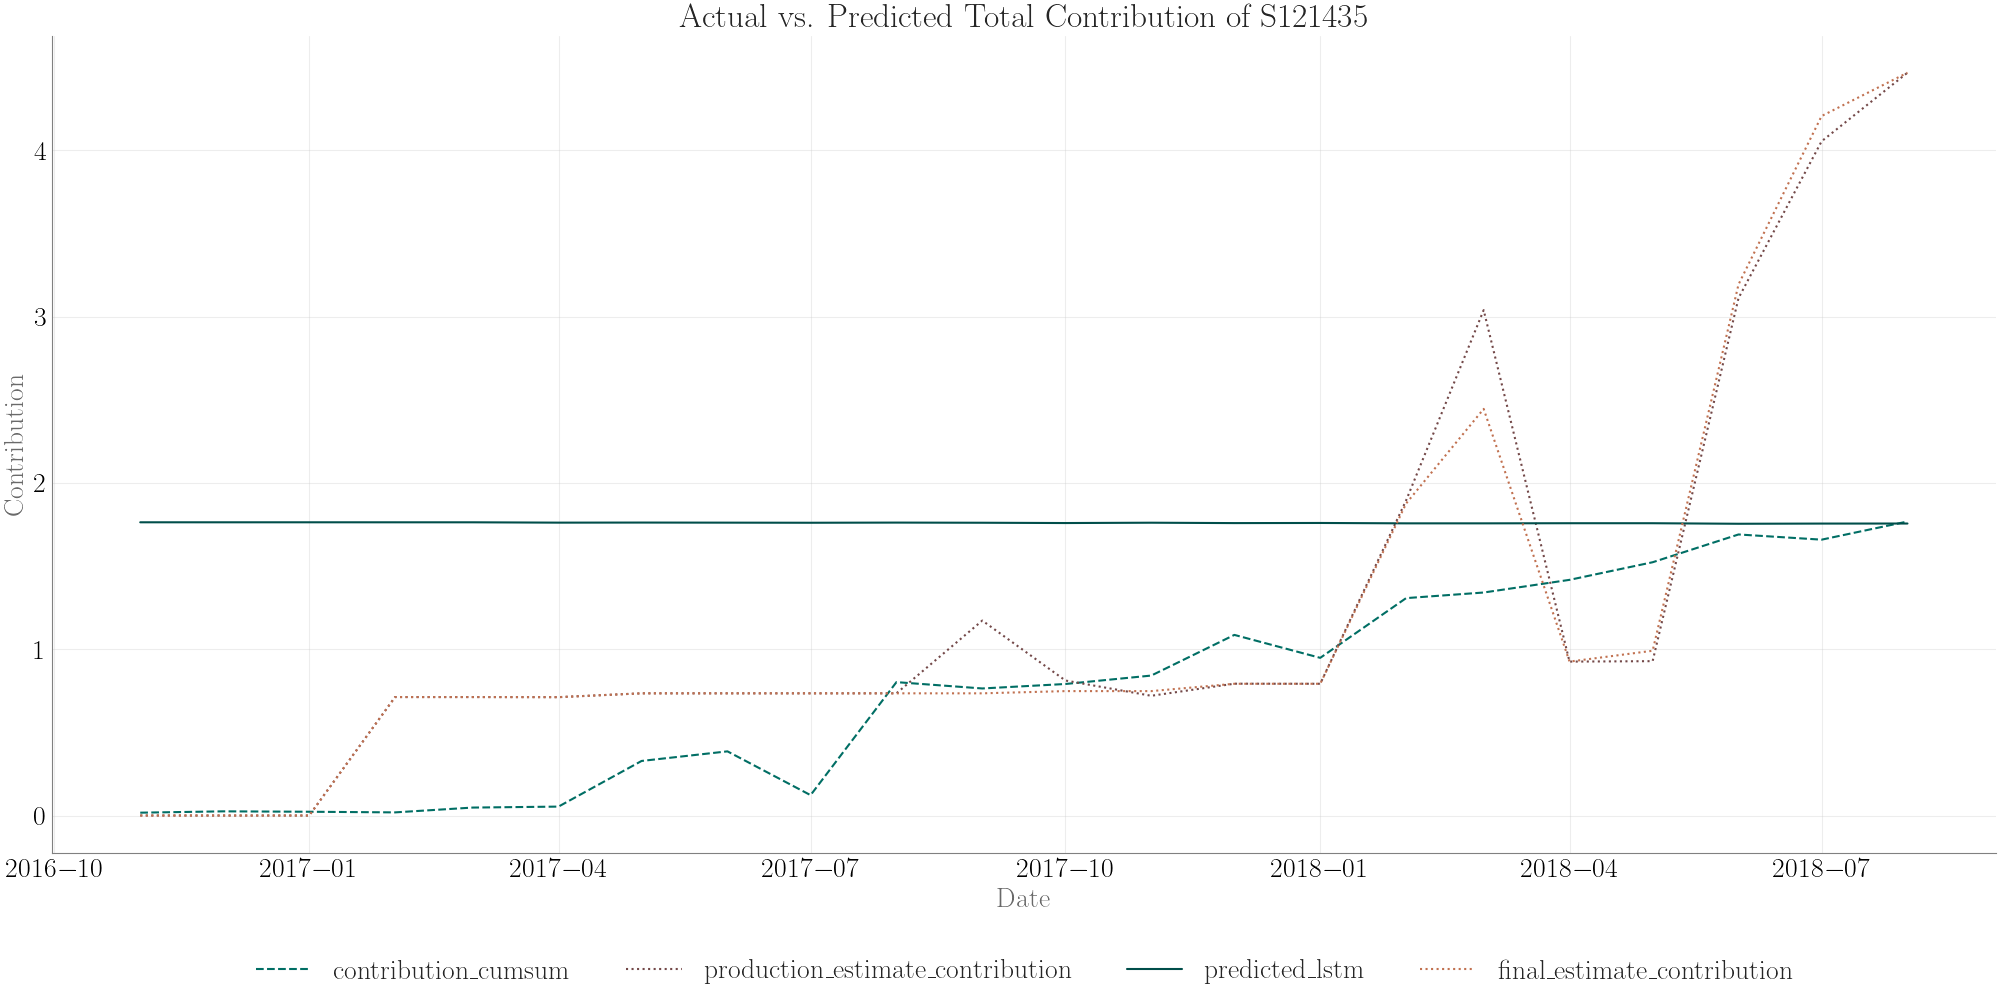 Actual vs. Predicted Total Contribution of S121435
Contribution
4
3
2
1
0
2016−10 2017−01 2017−04 2017−07 2017−10 2018−01 2018−04 2018−07
Date
contribution_cumsum production_estimate_contribution predicted_lstm final_estimate_contribution